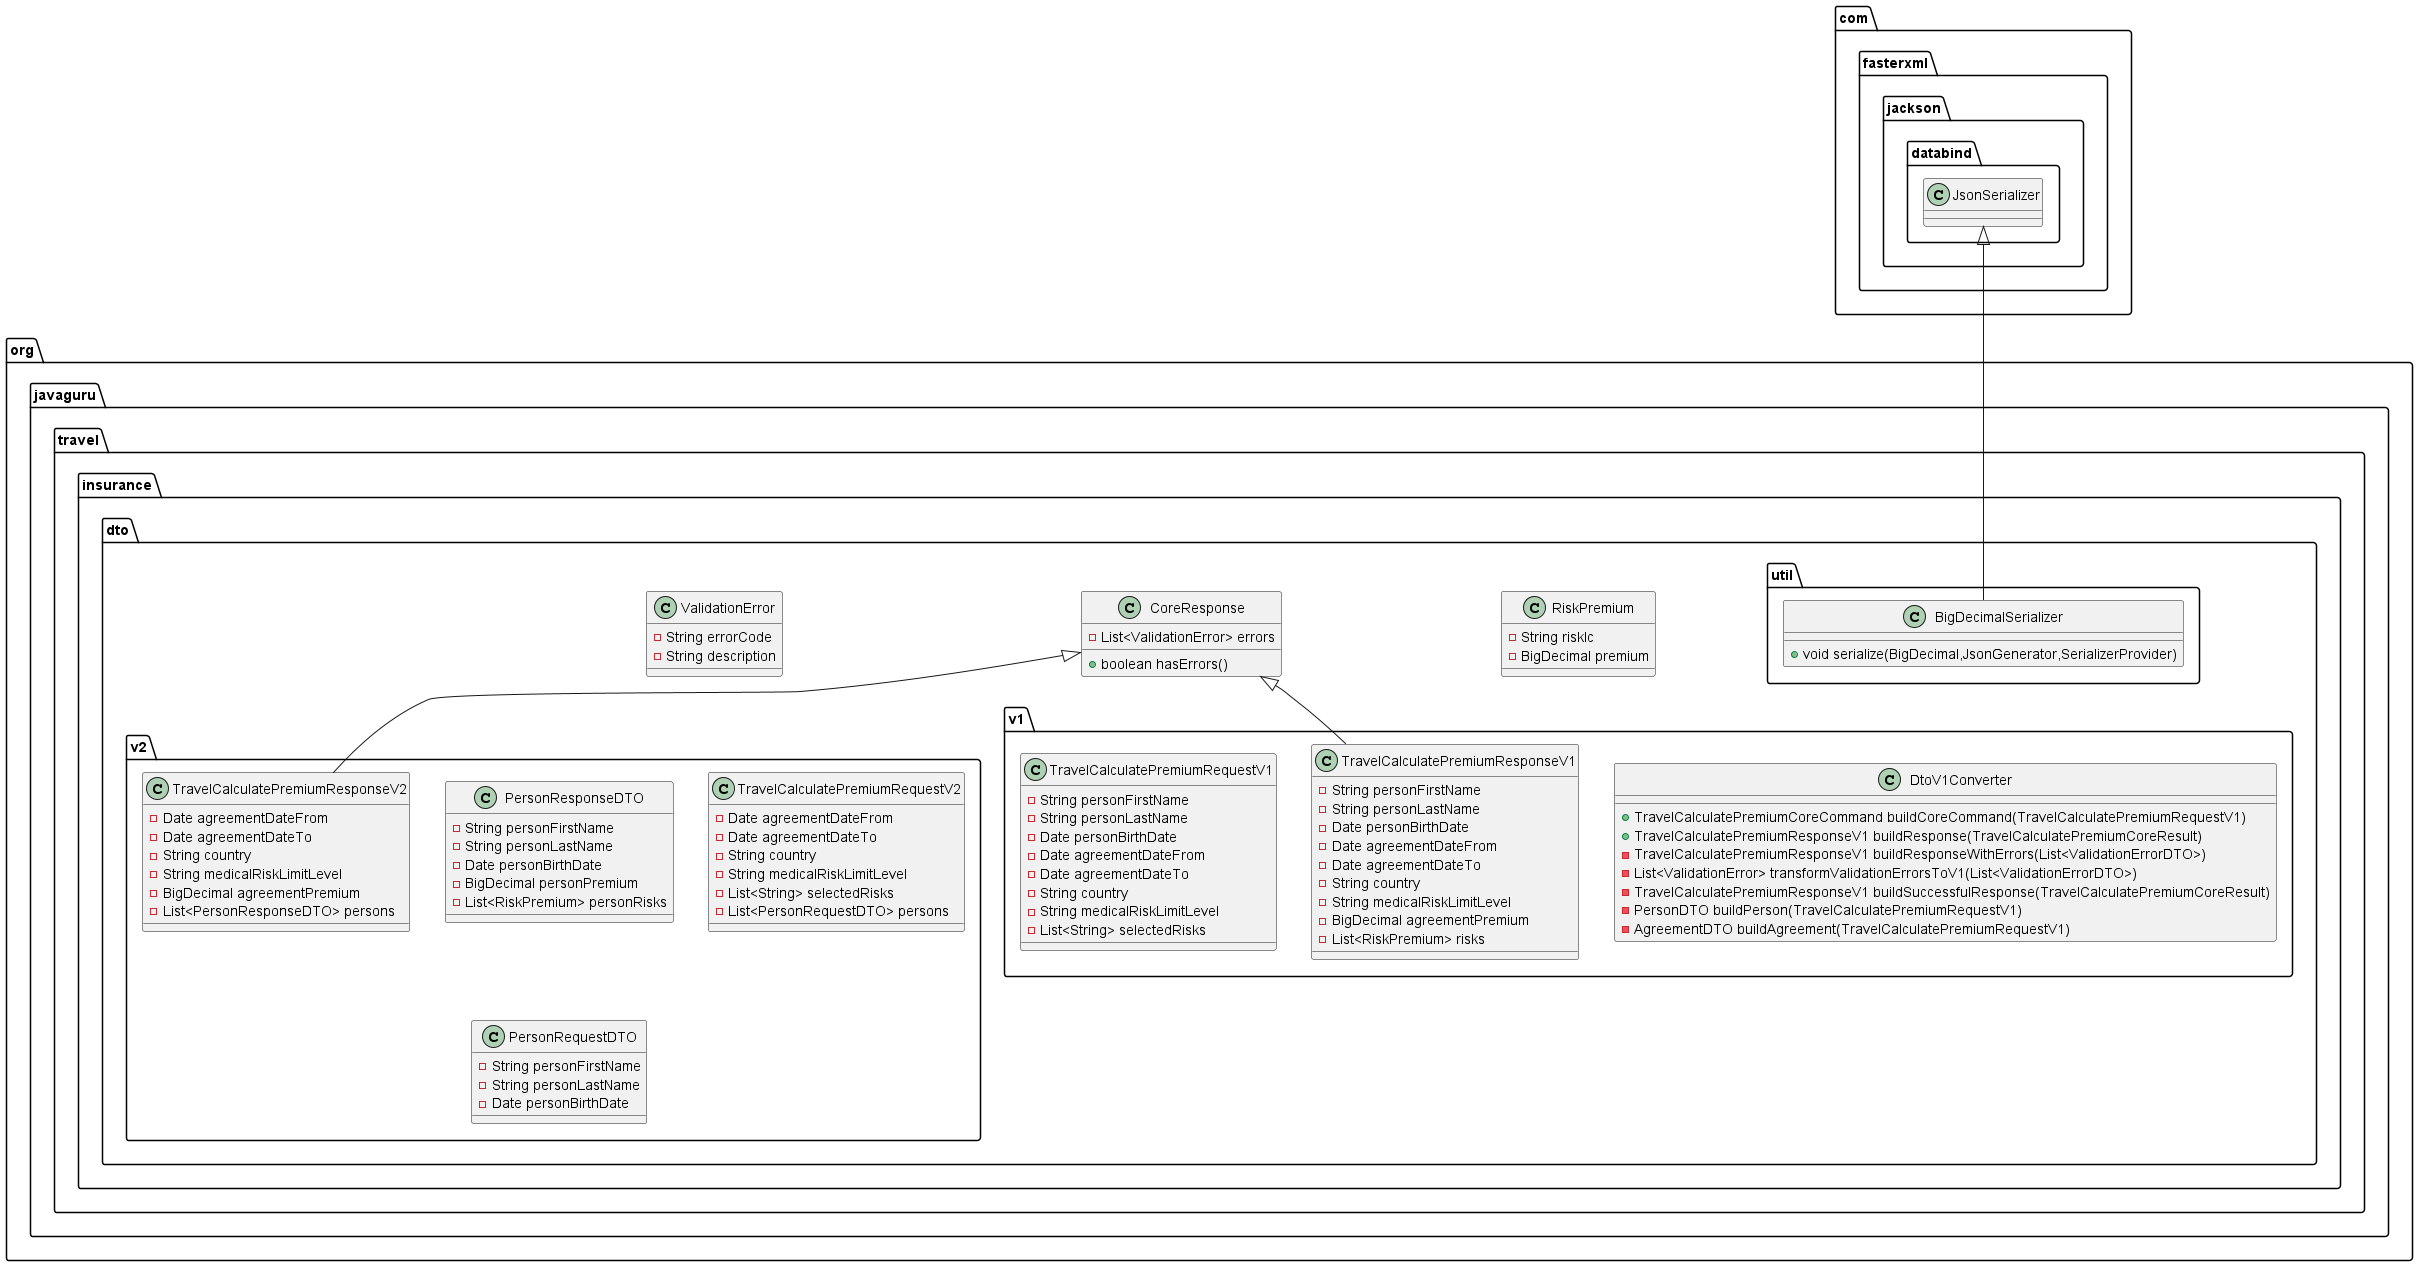 com
fasterxml
jackson
databind
C JsonSerializer
org
javaguru
travel
insurance
dto
util
C ValidationError
String errorCode
String description
C CoreResponse
List<ValidationError> errors
boolean hasErrors()
C RiskPremium
String riskIc
BigDecimal premium
C BigDecimalSerializer
void serialize(BigDecimal,JsonGenerator,SerializerProvider)
v2
C TravelCalculatePremiumResponseV2
Date agreementDateFrom
Date agreementDateTo
String country
String medicalRiskLimitLevel
BigDecimal agreementPremium
List<PersonResponseDTO> persons
C PersonResponseDTO
String personFirstName
String personLastName
Date personBirthDate
BigDecimal personPremium
List<RiskPremium> personRisks
C TravelCalculatePremiumRequestV2
Date agreementDateFrom
Date agreementDateTo
String country
String medicalRiskLimitLevel
List<String> selectedRisks
List<PersonRequestDTO> persons
C PersonRequestDTO
String personFirstName
String personLastName
Date personBirthDate
v1
C TravelCalculatePremiumRequestV1
String personFirstName
String personLastName
Date personBirthDate
Date agreementDateFrom
Date agreementDateTo
String country
String medicalRiskLimitLevel
List<String> selectedRisks
C TravelCalculatePremiumResponseV1
String personFirstName
String personLastName
Date personBirthDate
Date agreementDateFrom
Date agreementDateTo
String country
String medicalRiskLimitLevel
BigDecimal agreementPremium
List<RiskPremium> risks
C DtoV1Converter
TravelCalculatePremiumCoreCommand buildCoreCommand(TravelCalculatePremiumRequestV1)
TravelCalculatePremiumResponseV1 buildResponse(TravelCalculatePremiumCoreResult)
TravelCalculatePremiumResponseV1 buildResponseWithErrors(List<ValidationErrorDTO>)
List<ValidationError> transformValidationErrorsToV1(List<ValidationErrorDTO>)
TravelCalculatePremiumResponseV1 buildSuccessfulResponse(TravelCalculatePremiumCoreResult)
PersonDTO buildPerson(TravelCalculatePremiumRequestV1)
AgreementDTO buildAgreement(TravelCalculatePremiumRequestV1)